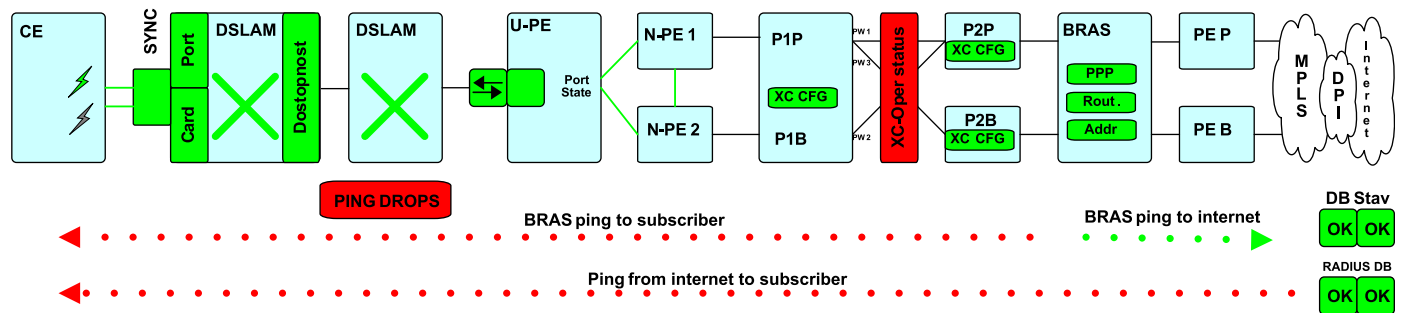 CE
SYNC
Port
Card
DSLAM
Dostopnost
DSLAM
U-PE
Port
State
N-PE 1
N-PE 2
P1P
XC CFG
P1B
PW 1
PW 3
PW 2
XC-Oper status
P2P
XC CFG
P2B
XC CFG
BRAS
PPP
Rout.
Addr
PE P
PE B
MPLS
DPI
Internet
PING DROPS
BRAS ping to subscriber
BRAS ping to internet
DB Stav
OK OK
Ping from internet to subscriber
RADIUS DB
OK OK